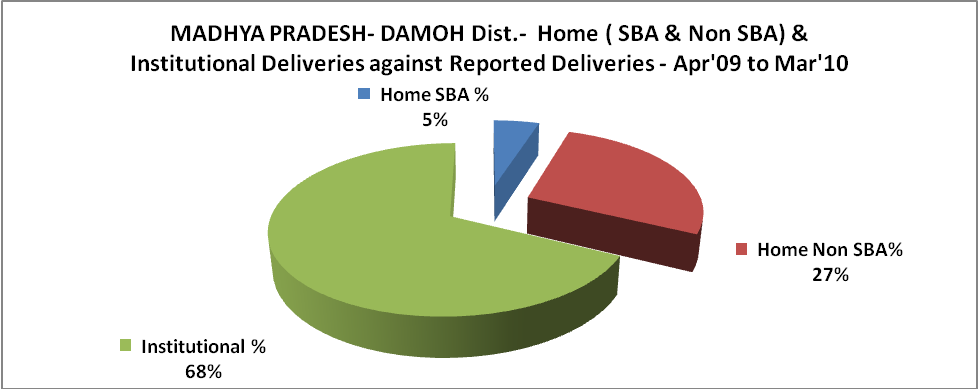 MADHYA PRADESH- DAMOH Dist.- Home ( SBA & Non SBA) &
Institutional Deliveries against Reported Deliveries - Apr'09 to Mar'10
Home SBA %
5%
Home Non SBA%
27%
Institutional %
68%